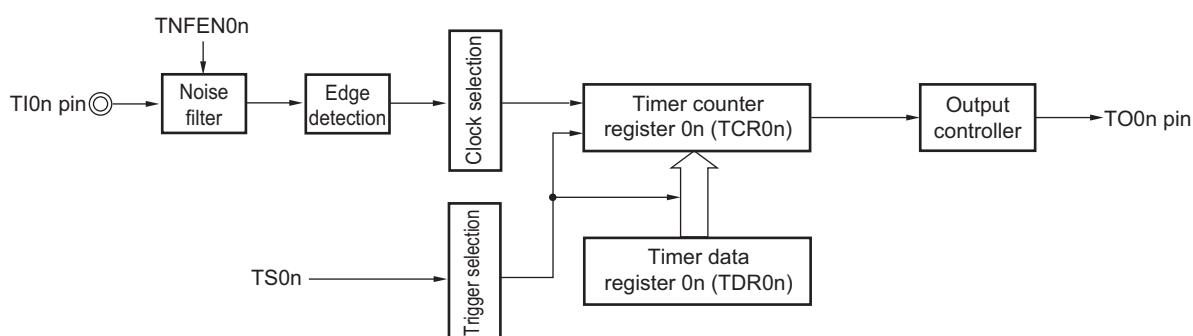 TNFEN0n
TI0n pin
Noise
filter
Edge
detection
Clock selection
Timer counter
register 0n (TCR0n)
Output
controller
TO0n pin
TS0n
Trigger selection
Timer data
register 0n (TDR0n)